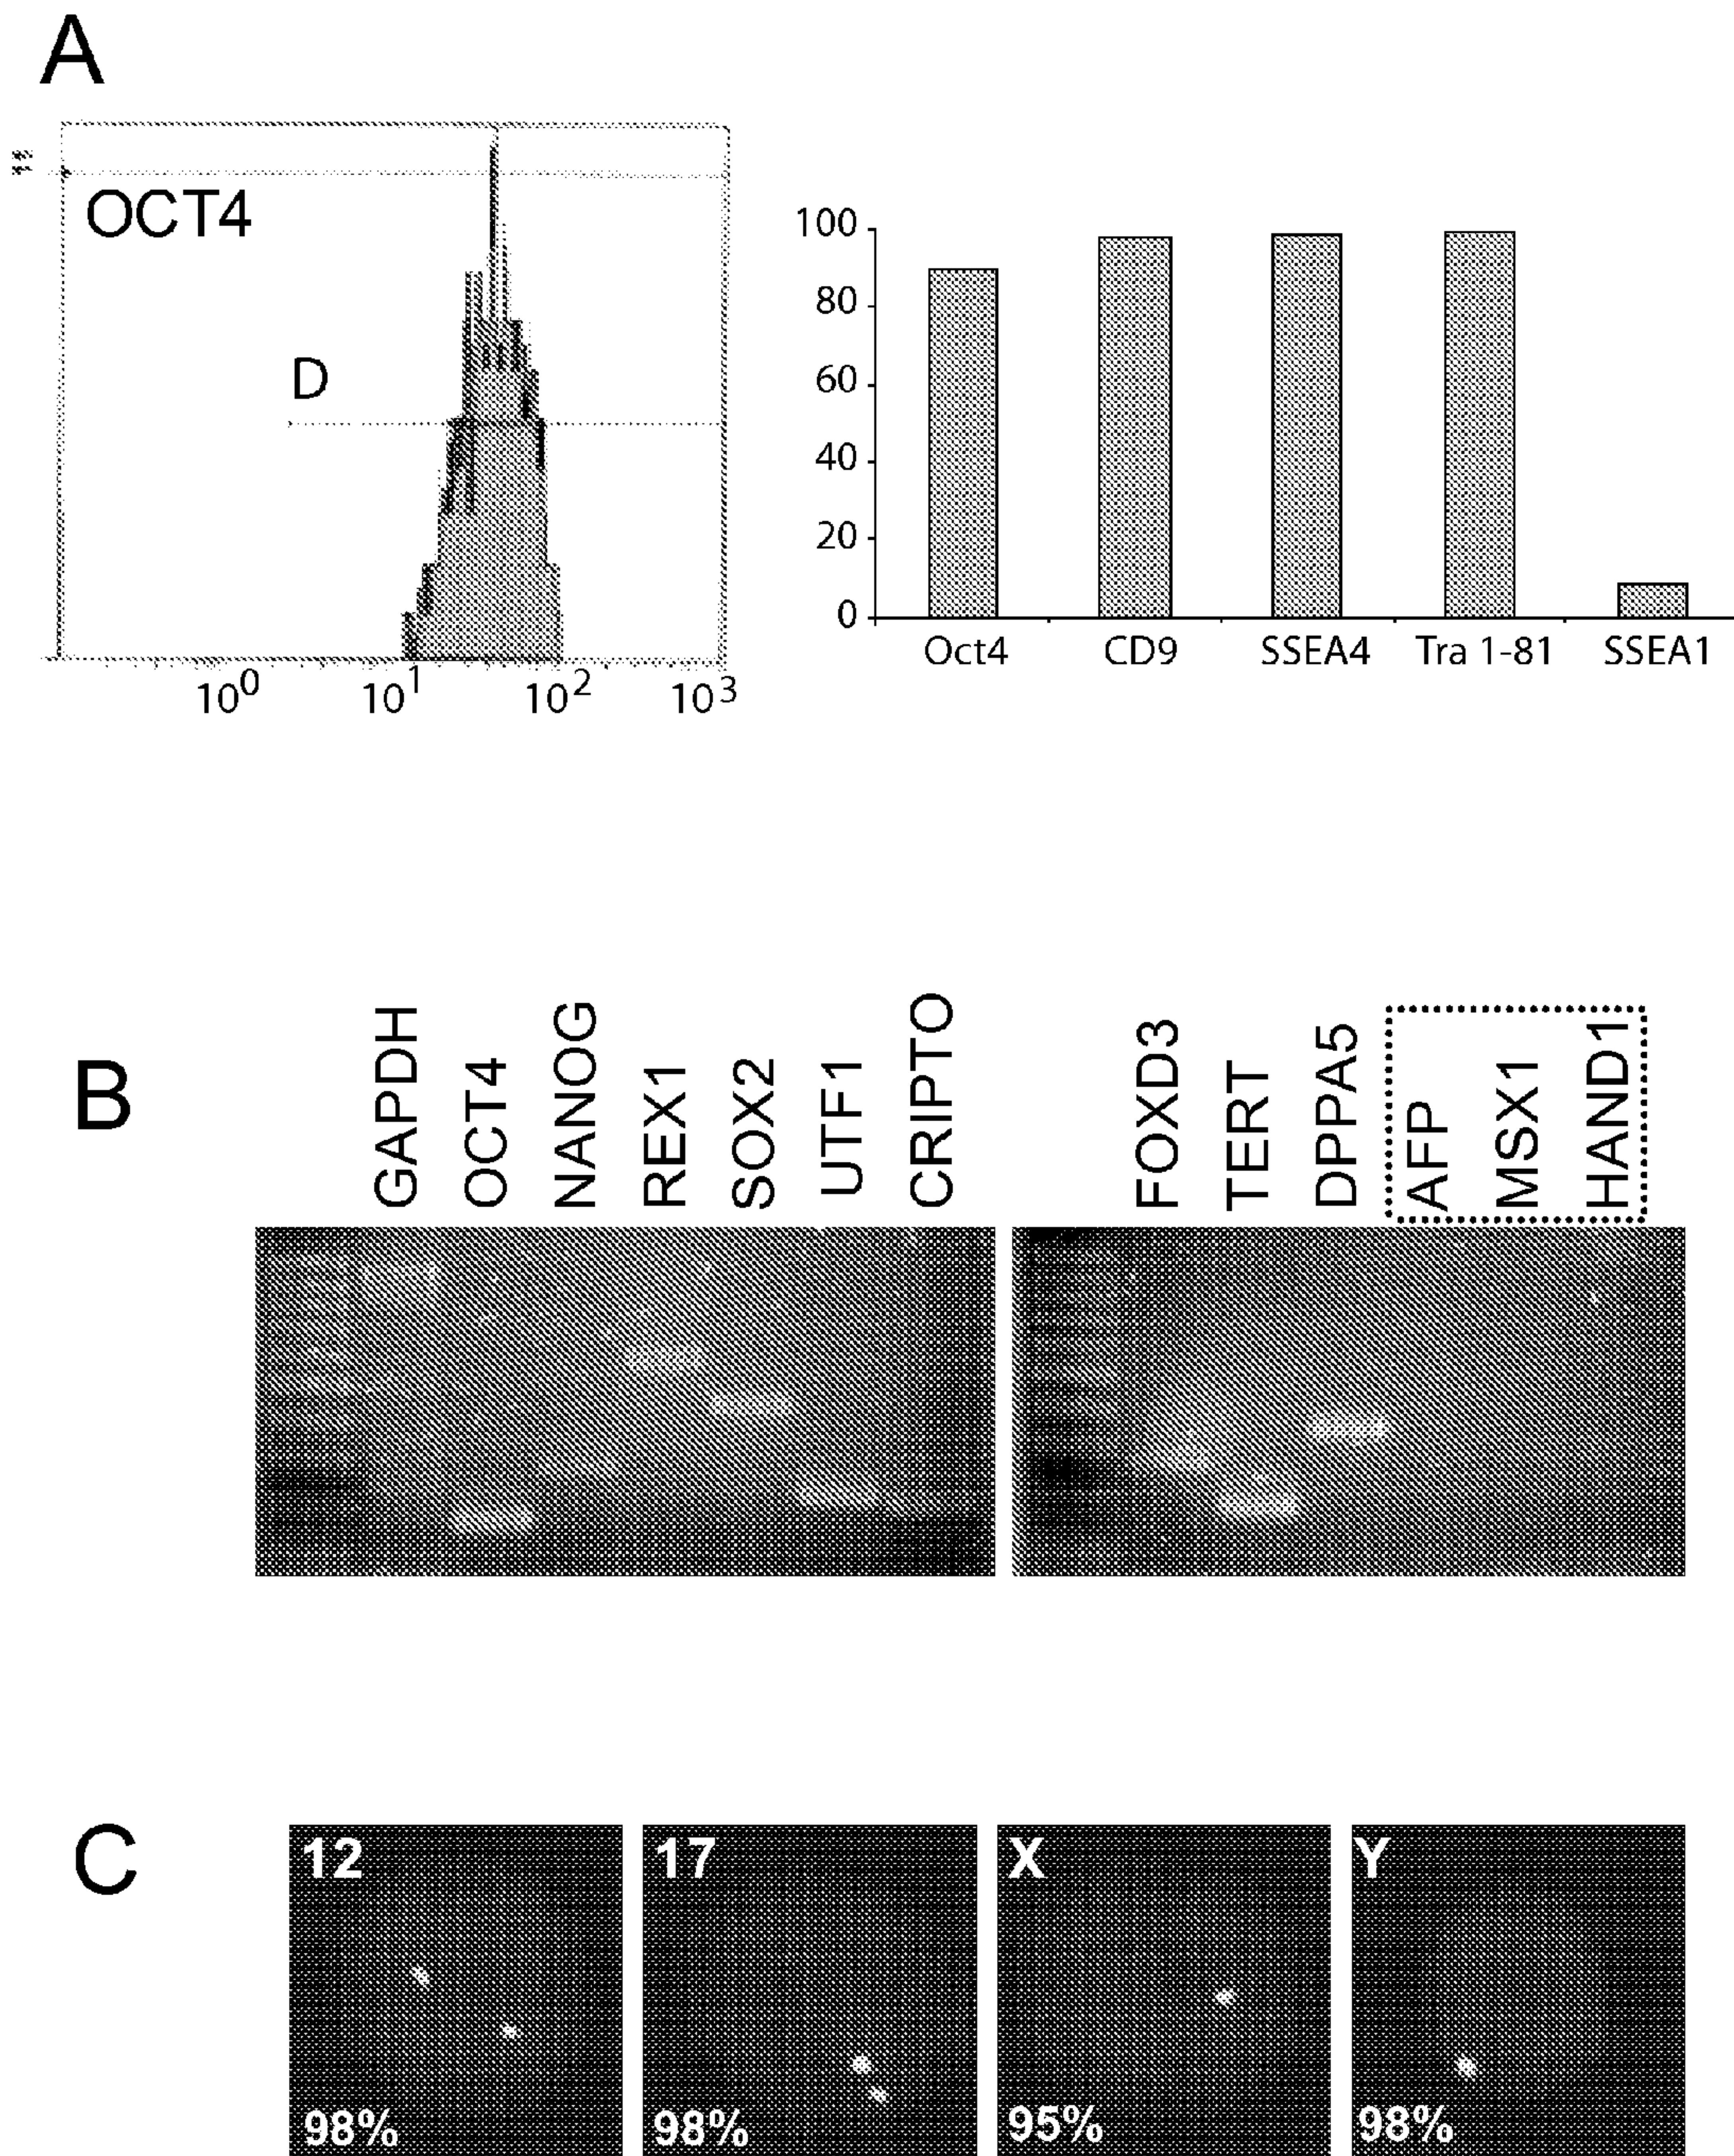 A
OCT4
D
10^0 10^1 10^2 10^3
100
80
60
40
20
0
Oct4 CD9 SSEA4 Tra 1-81 SSEA1
B
GAPDH
OCT4
NANOG
REX1
SOX2
UTF1
CRIPTO
FOXD3
TERT
DPPA5
AFP
MSX1
HAND1
C
12 17 X Y
98% 98% 95% 98%